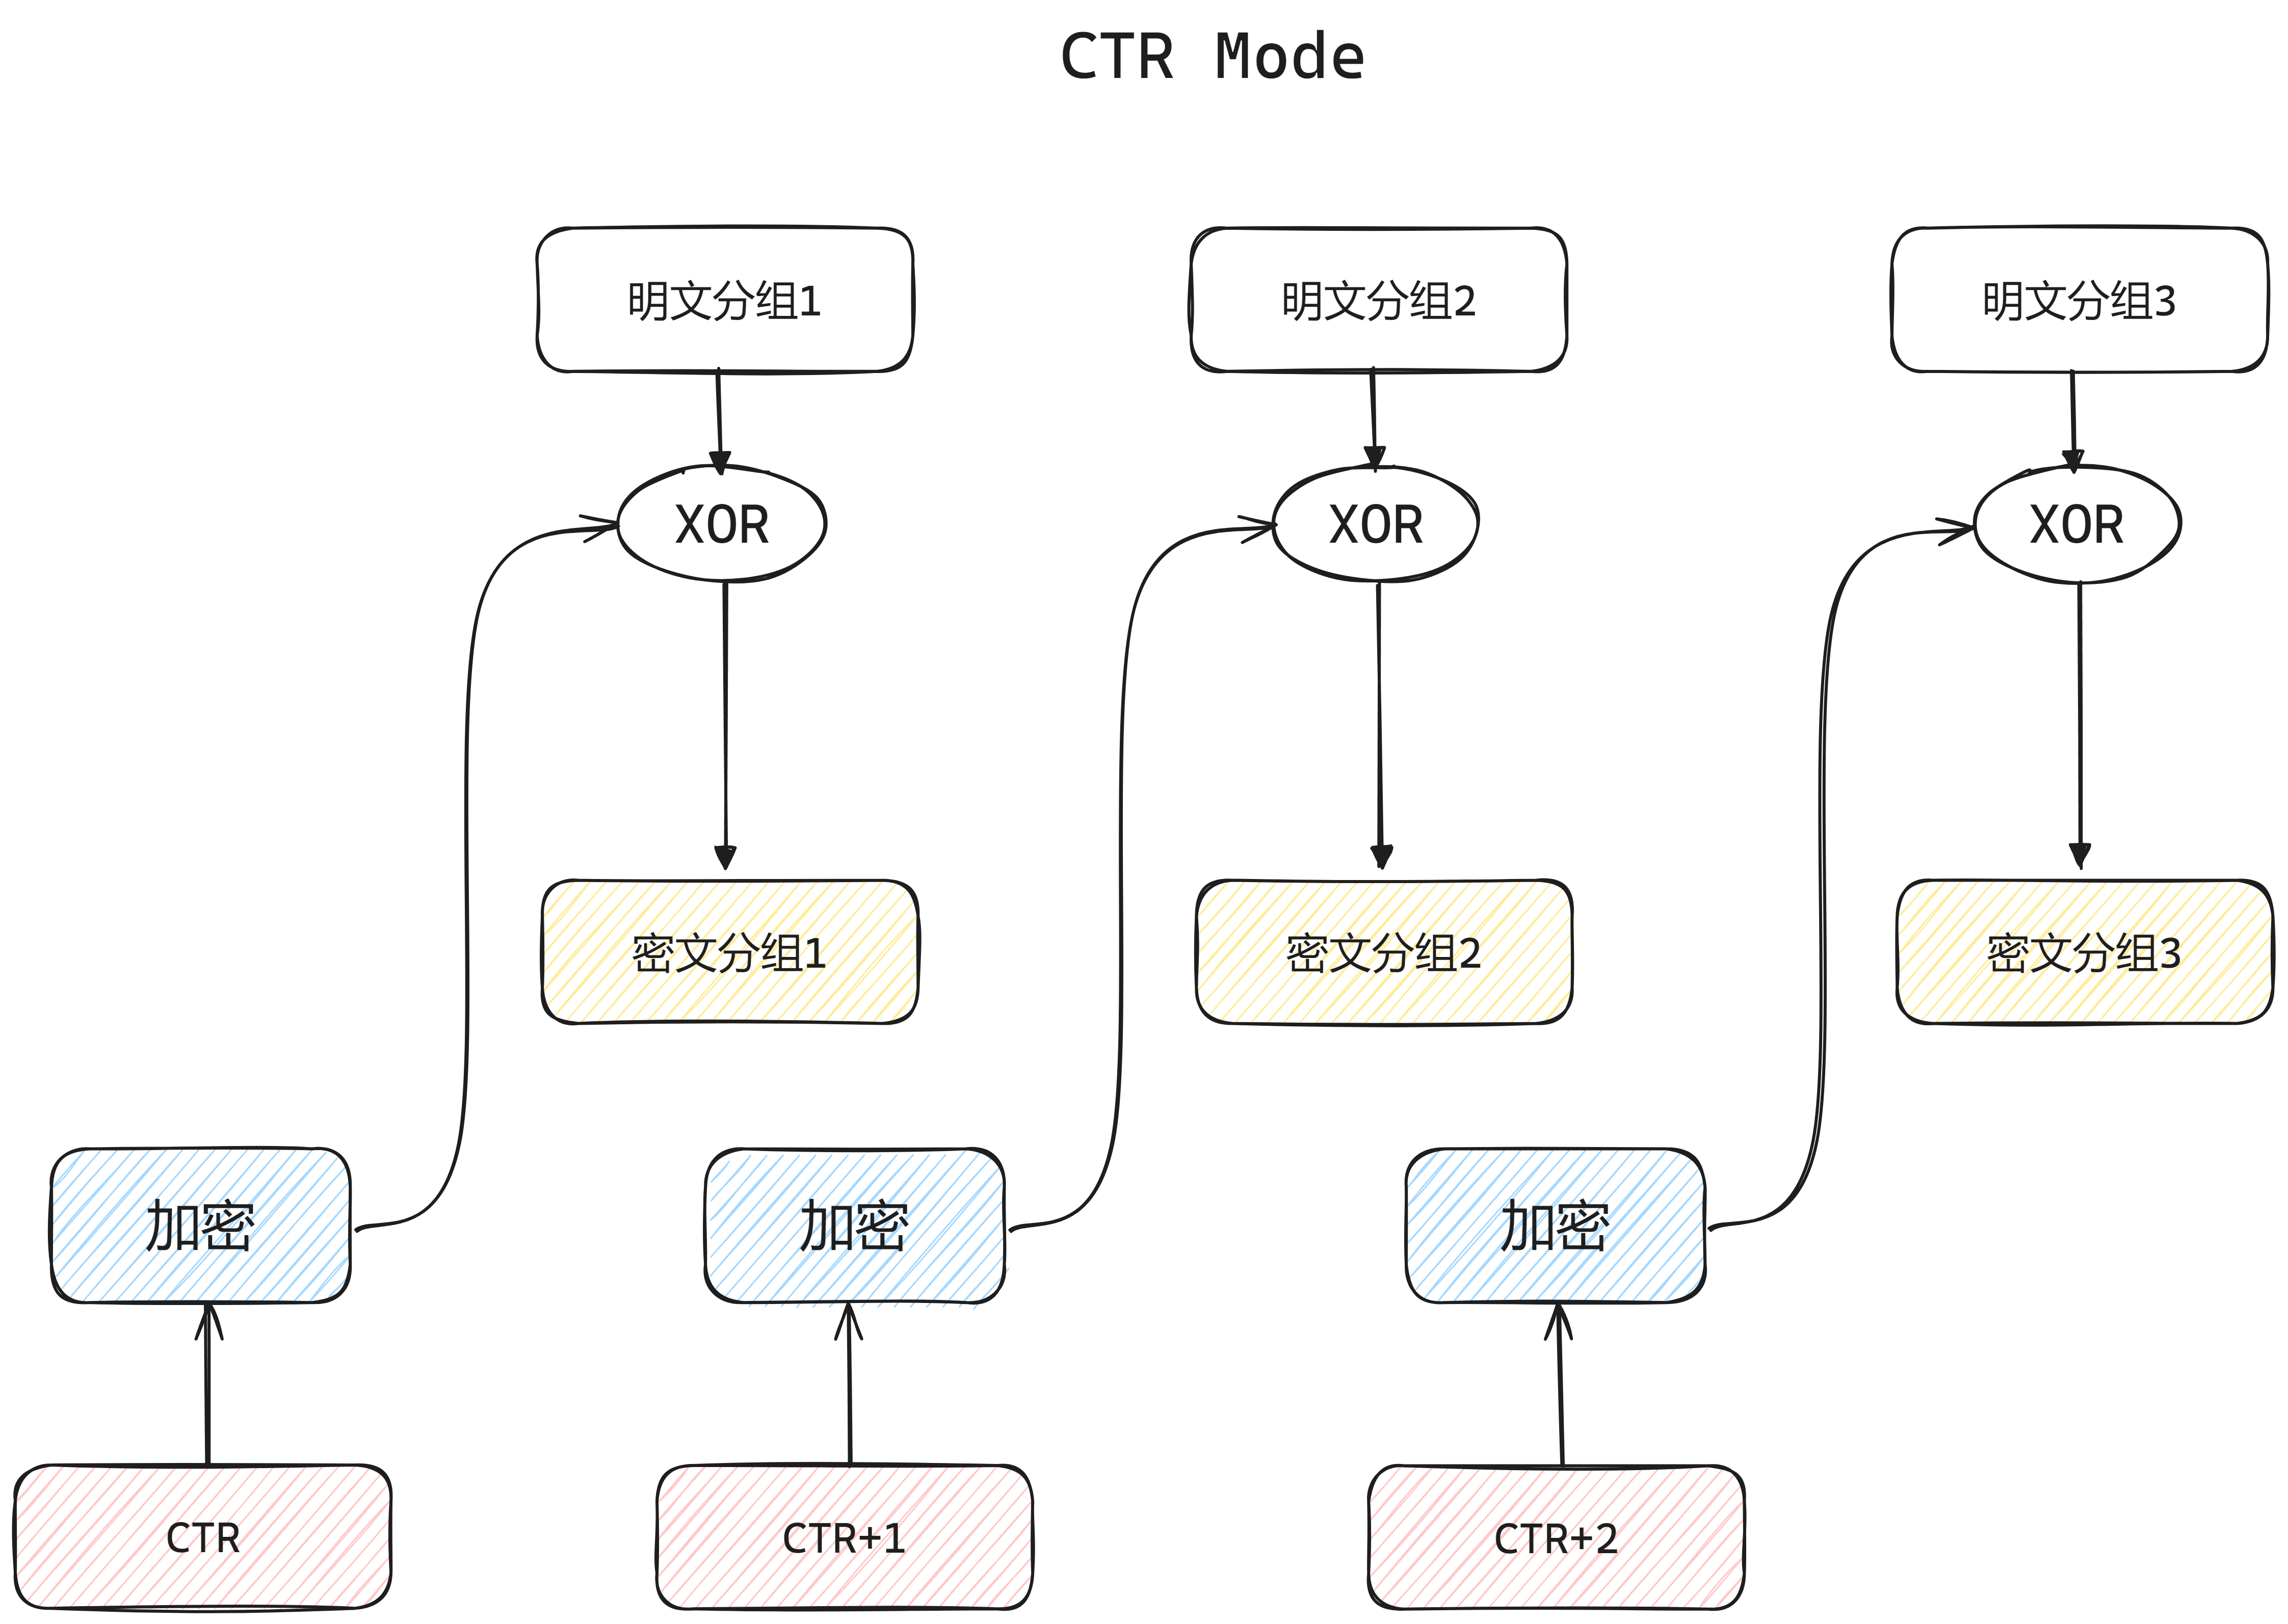 CTR Mode
明文分组1
明文分组2
明文分组3
XOR
XOR
XOR
密文分组1
密文分组2
密文分组3
加密
加密
加密
CTR
CTR+1
CTR+2